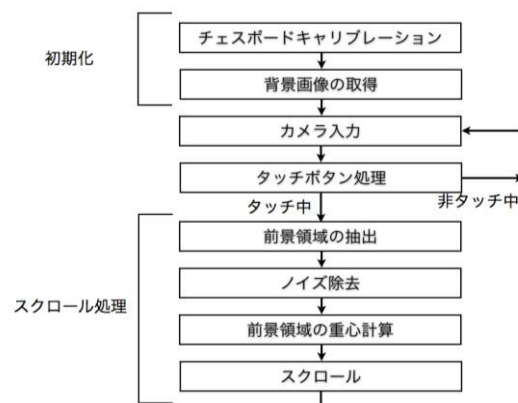 チェスボードキャリブレーション
初期化
背景画像の取得
カメラ入力
タッチボタン処理
タッチ中
非タッチ中
前景領域の抽出
ノイズ除去
スクロール処理
前景領域の重心計算
スクロール